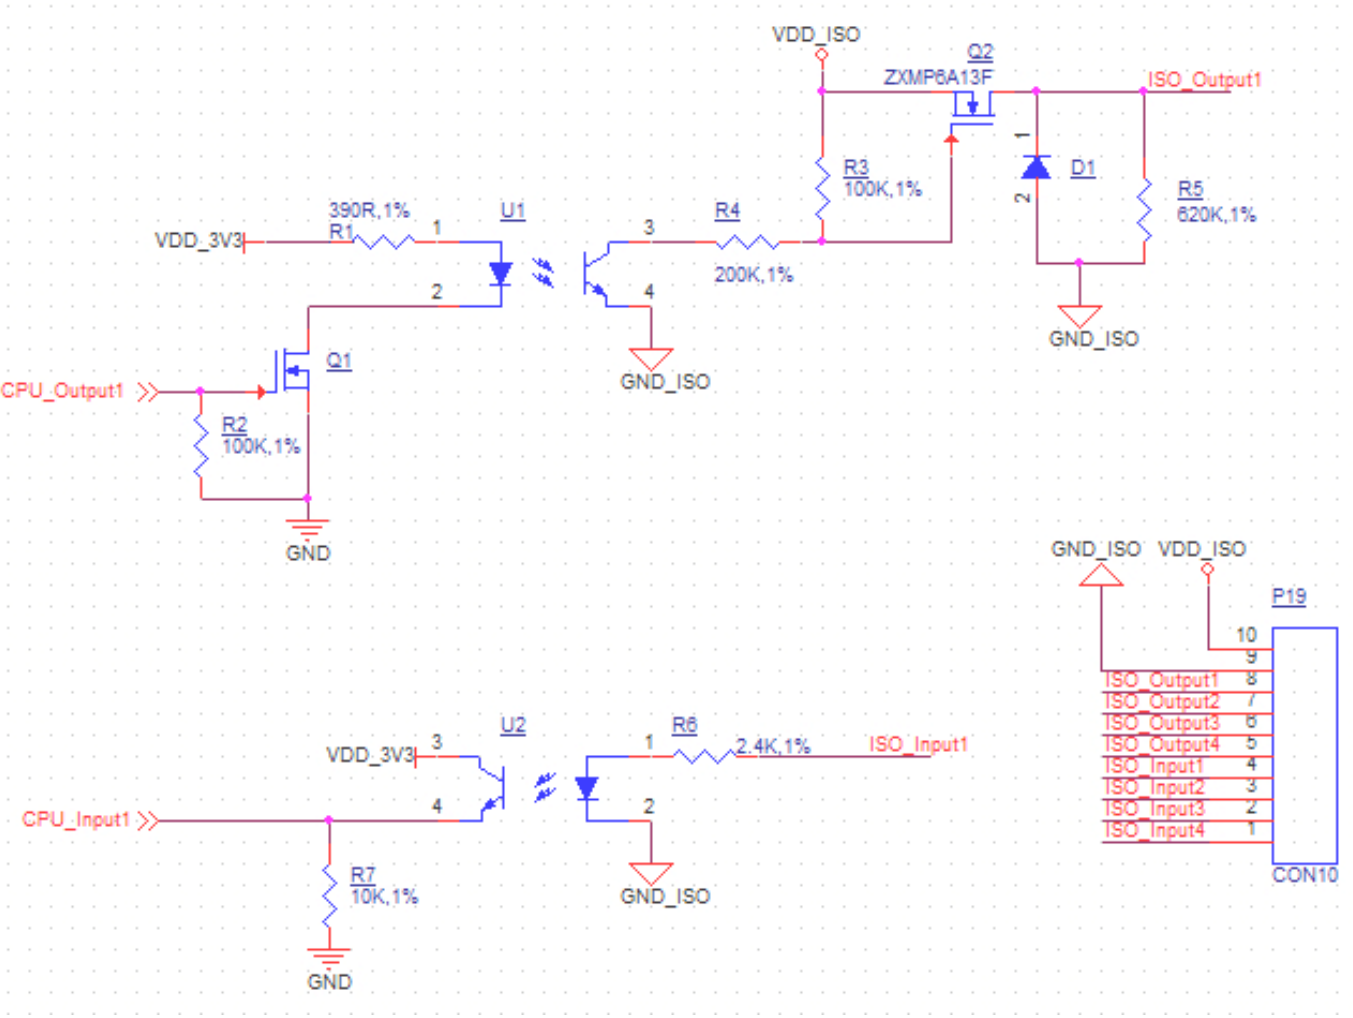 VDD_ISO
Q2
ZXMP6A13F
ISO_Output1
1
R3
100K,1%
D1
2
R5
620K,1%
390R,1%
R1
U1
VDD_3V3
1
3
R4
200K,1%
2
4
GND_ISO
GND_ISO
Q1
CPU_Output1
R2
100K,1%
GND
GND_ISO
VDD_ISO
P19
10
9
ISO_Output1
8
ISO_Output2
7
ISO_Output3
6
ISO_Output4
5
ISO_Input1
4
ISO_Input2
3
ISO_Input3
2
ISO_Input4
1
CON10
U2
R6
VDD_3V3
3
1
2.4K,1%
ISO_Input1
CPU_Input1
4
2
R7
10K,1%
GND_ISO
GND